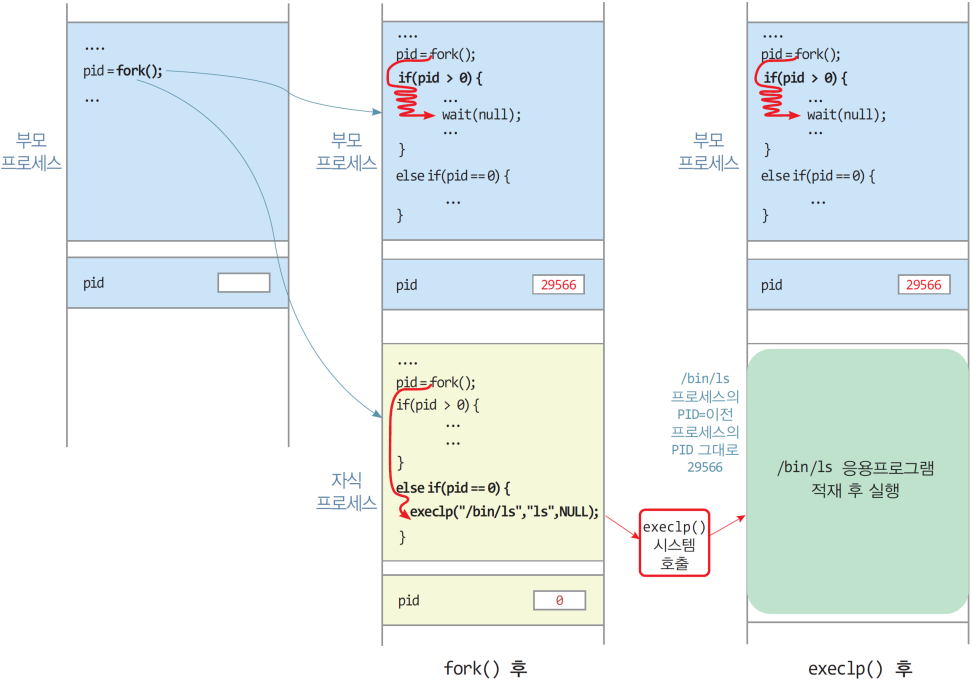 ....
pid = fork();
...
부모
프로세스
pid
....
pid = fork();
if(pid > 0) {
...
wait(null);
...
}
else if(pid == 0) {
...
}
부모
프로세스
pid
29566
....
pid = fork();
if(pid > 0) {
...
...
}
else if(pid == 0) {
execlp("/bin/ls","ls",NULL);
}
자식
프로세스
pid
0
fork() 후
execlp()
시스템
호출
....
pid = fork();
if(pid > 0) {
...
wait(null);
...
}
else if(pid == 0) {
...
}
부모
프로세스
pid
29566
/bin/ls
프로세스의
PID=이전
프로세스의
PID 그대로
29566
/bin/ls 응용프로그램
적재 후 실행
execlp() 후